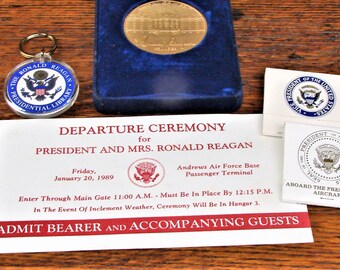 THE RONALD REAGAN
PRESIDENTIAL LIBRARY
VICE PRESIDENT OF THE UNITED STATES
DEPARTURE CEREMONY
for
PRESIDENT AND MRS. RONALD REAGAN
Friday,
January 20, 1989
Andrews Air Force Base
Passenger Terminal
Enter Through Main Gate 11:00 A.M. - Must Be In Place By 12:15 P.M.
In The Event Of Inclement Weather, Ceremony Will Be In Hangar 3.
ADMIT BEARER AND ACCOMPANYING GUESTS
ABOARD THE PRES
AIRCRAF